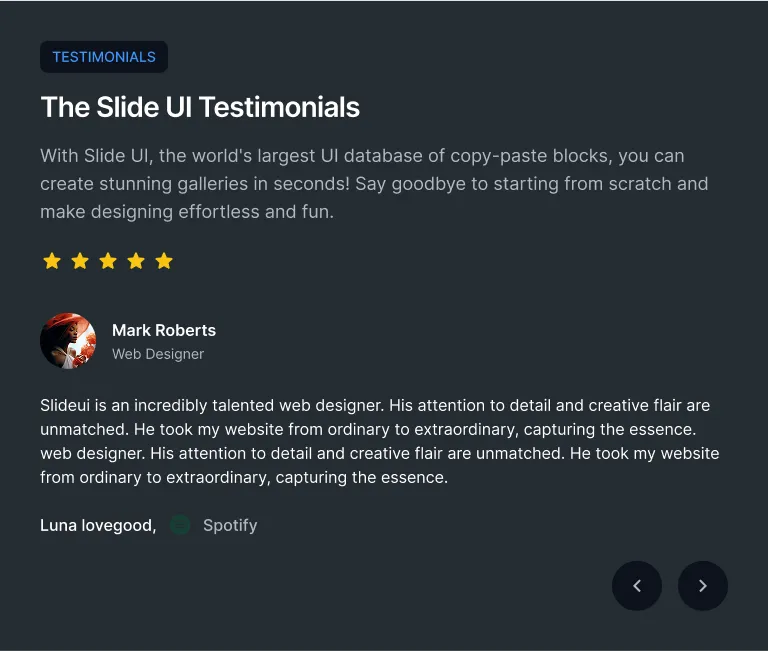 TESTIMONIALS
The Slide UI Testimonials
With Slide UI, the world's largest UI database of copy-paste blocks, you can
create stunning galleries in seconds! Say goodbye to starting from scratch and
make designing effortless and fun.
Mark Roberts
Web Designer
Slideui is an incredibly talented web designer. His attention to detail and creative flair are
unmatched. He took my website from ordinary to extraordinary, capturing the essence.
web designer. His attention to detail and creative flair are unmatched. He took my website
from ordinary to extraordinary, capturing the essence.
Luna lovegood, Spotify